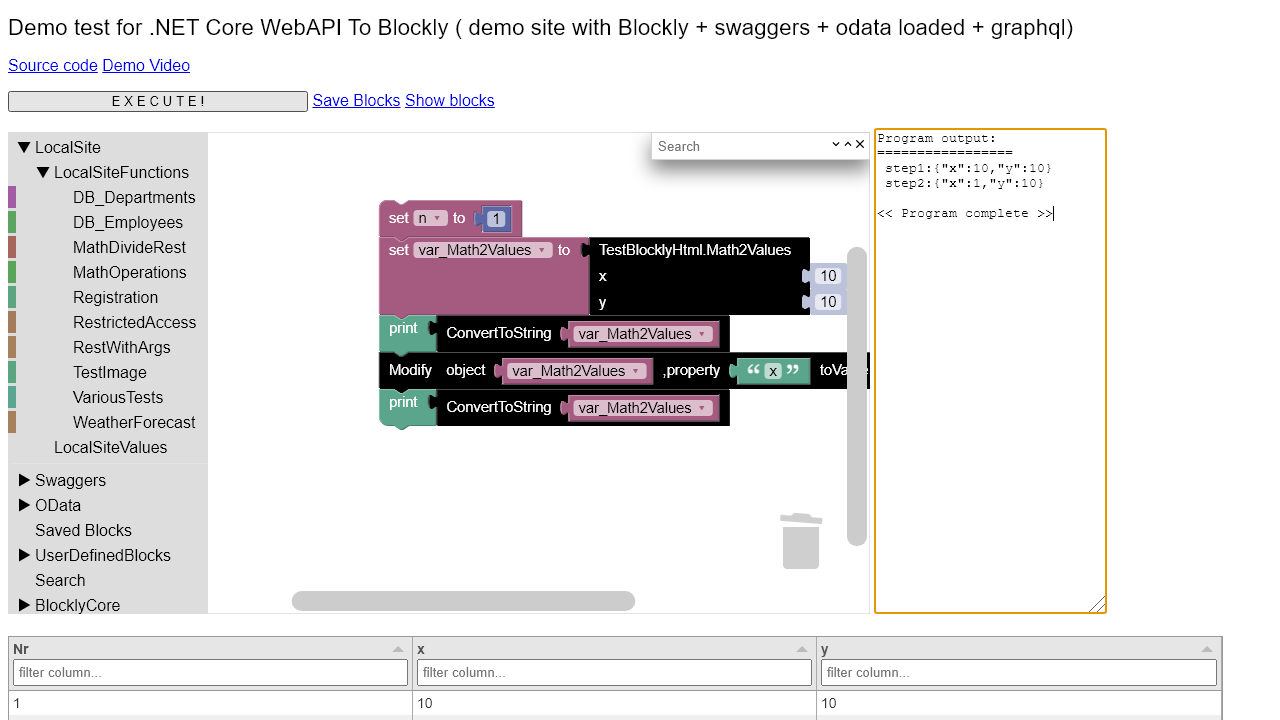 Demo test for .NET Core WebAPI To Blockly ( demo site with Blockly + swaggers + odata loaded + graphql)
Source code Demo Video
E X E C U T E ! Save Blocks Show blocks
LocalSite
LocalSiteFunctions
DB_Departments
DB_Employees
MathDivideRest
MathOperations
Registration
RestrictedAccess
RestWithArgs
TestImage
VariousTests
WeatherForecast
LocalSiteValues
Swaggers
OData
Saved Blocks
UserDefinedBlocks
Search
BlocklyCore
Search
set n to 1
set var_Math2Values to TestBlocklyHtml.Math2Values
x 10
y 10
print ConvertToString var_Math2Values
Modify object var_Math2Values ,property “ x ” toValue
print ConvertToString var_Math2Values
Program output:
=================
step1:{"x":10,"y":10}
step2:{"x":1,"y":10}
<< Program complete >>
Nr x y
filter column... filter column... filter column...
1 10 10